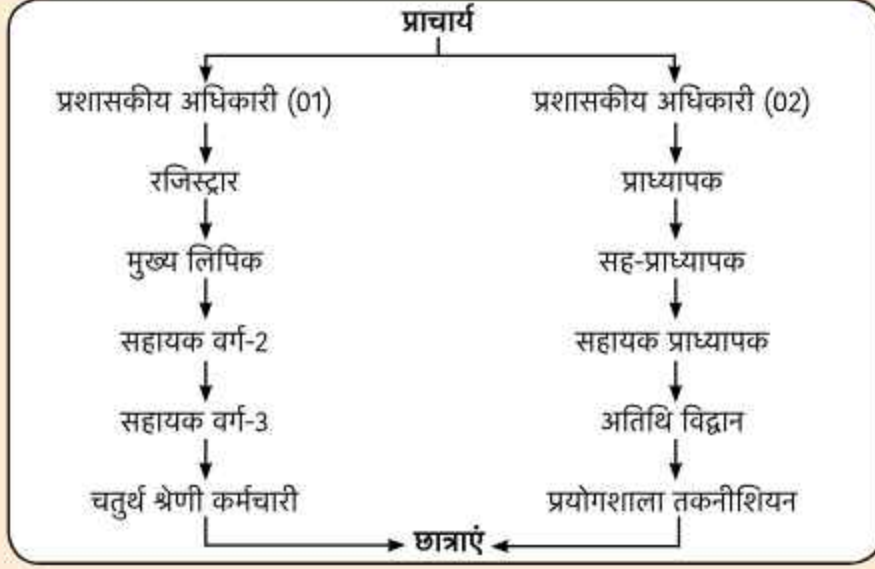 प्राचार्य
प्रशासकीय अधिकारी (01) प्रशासकीय अधिकारी (02)
रजिस्ट्रार प्राध्यापक
मुख्य लिपिक सह-प्राध्यापक
सहायक वर्ग-2 सहायक प्राध्यापक
सहायक वर्ग-3 अतिथि विद्वान
चतुर्थ श्रेणी कर्मचारी प्रयोगशाला तकनीशियन
छात्राएं